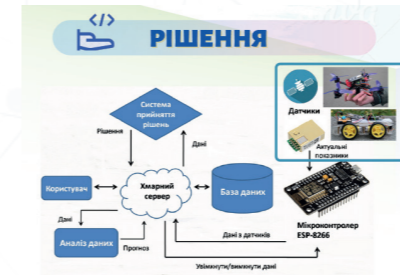 </>
РІШЕННЯ
Система
прийняття
рішень
Датчики
Рішення
Дані
Актуальні
показники
Користувач
Хмарний
сервер
База даних
Мікроконтролер
ESP-8266
Дані
Аналіз даних
Прогноз
Дані з датчиків
Увімкнути/вимкнути дані